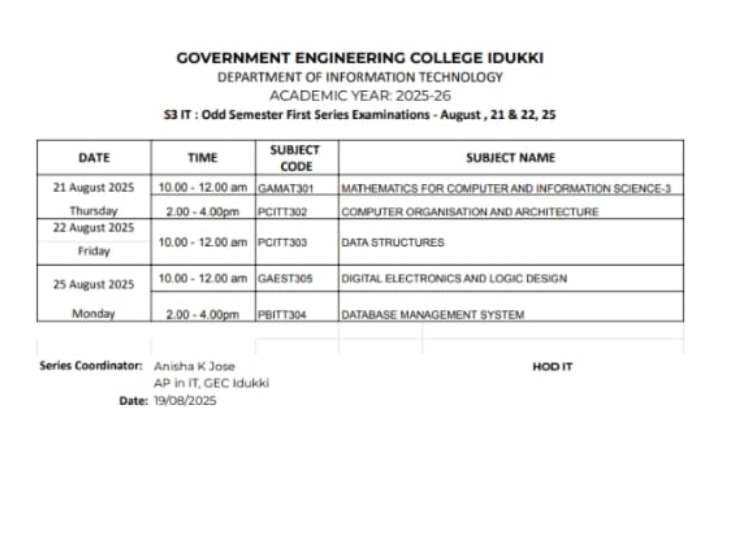 GOVERNMENT ENGINEERING COLLEGE IDUKKI
DEPARTMENT OF INFORMATION TECHNOLOGY
ACADEMIC YEAR: 2025-26
S3 IT : Odd Semester First Series Examinations - August , 21 & 22, 25
DATE TIME SUBJECT CODE SUBJECT NAME
21 August 2025 10.00 - 12.00 am GAMAT301 MATHEMATICS FOR COMPUTER AND INFORMATION SCIENCE-3
Thursday 2.00 - 4.00pm PCITT302 COMPUTER ORGANISATION AND ARCHITECTURE
22 August 2025
Friday 10.00 - 12.00 am PCITT303 DATA STRUCTURES
25 August 2025 10.00 - 12.00 am GAEST305 DIGITAL ELECTRONICS AND LOGIC DESIGN
Monday 2.00 - 4.00pm PBITT304 DATABASE MANAGEMENT SYSTEM
Series Coordinator: Anisha K Jose HOD IT
AP in IT, GEC Idukki
Date: 19/08/2025